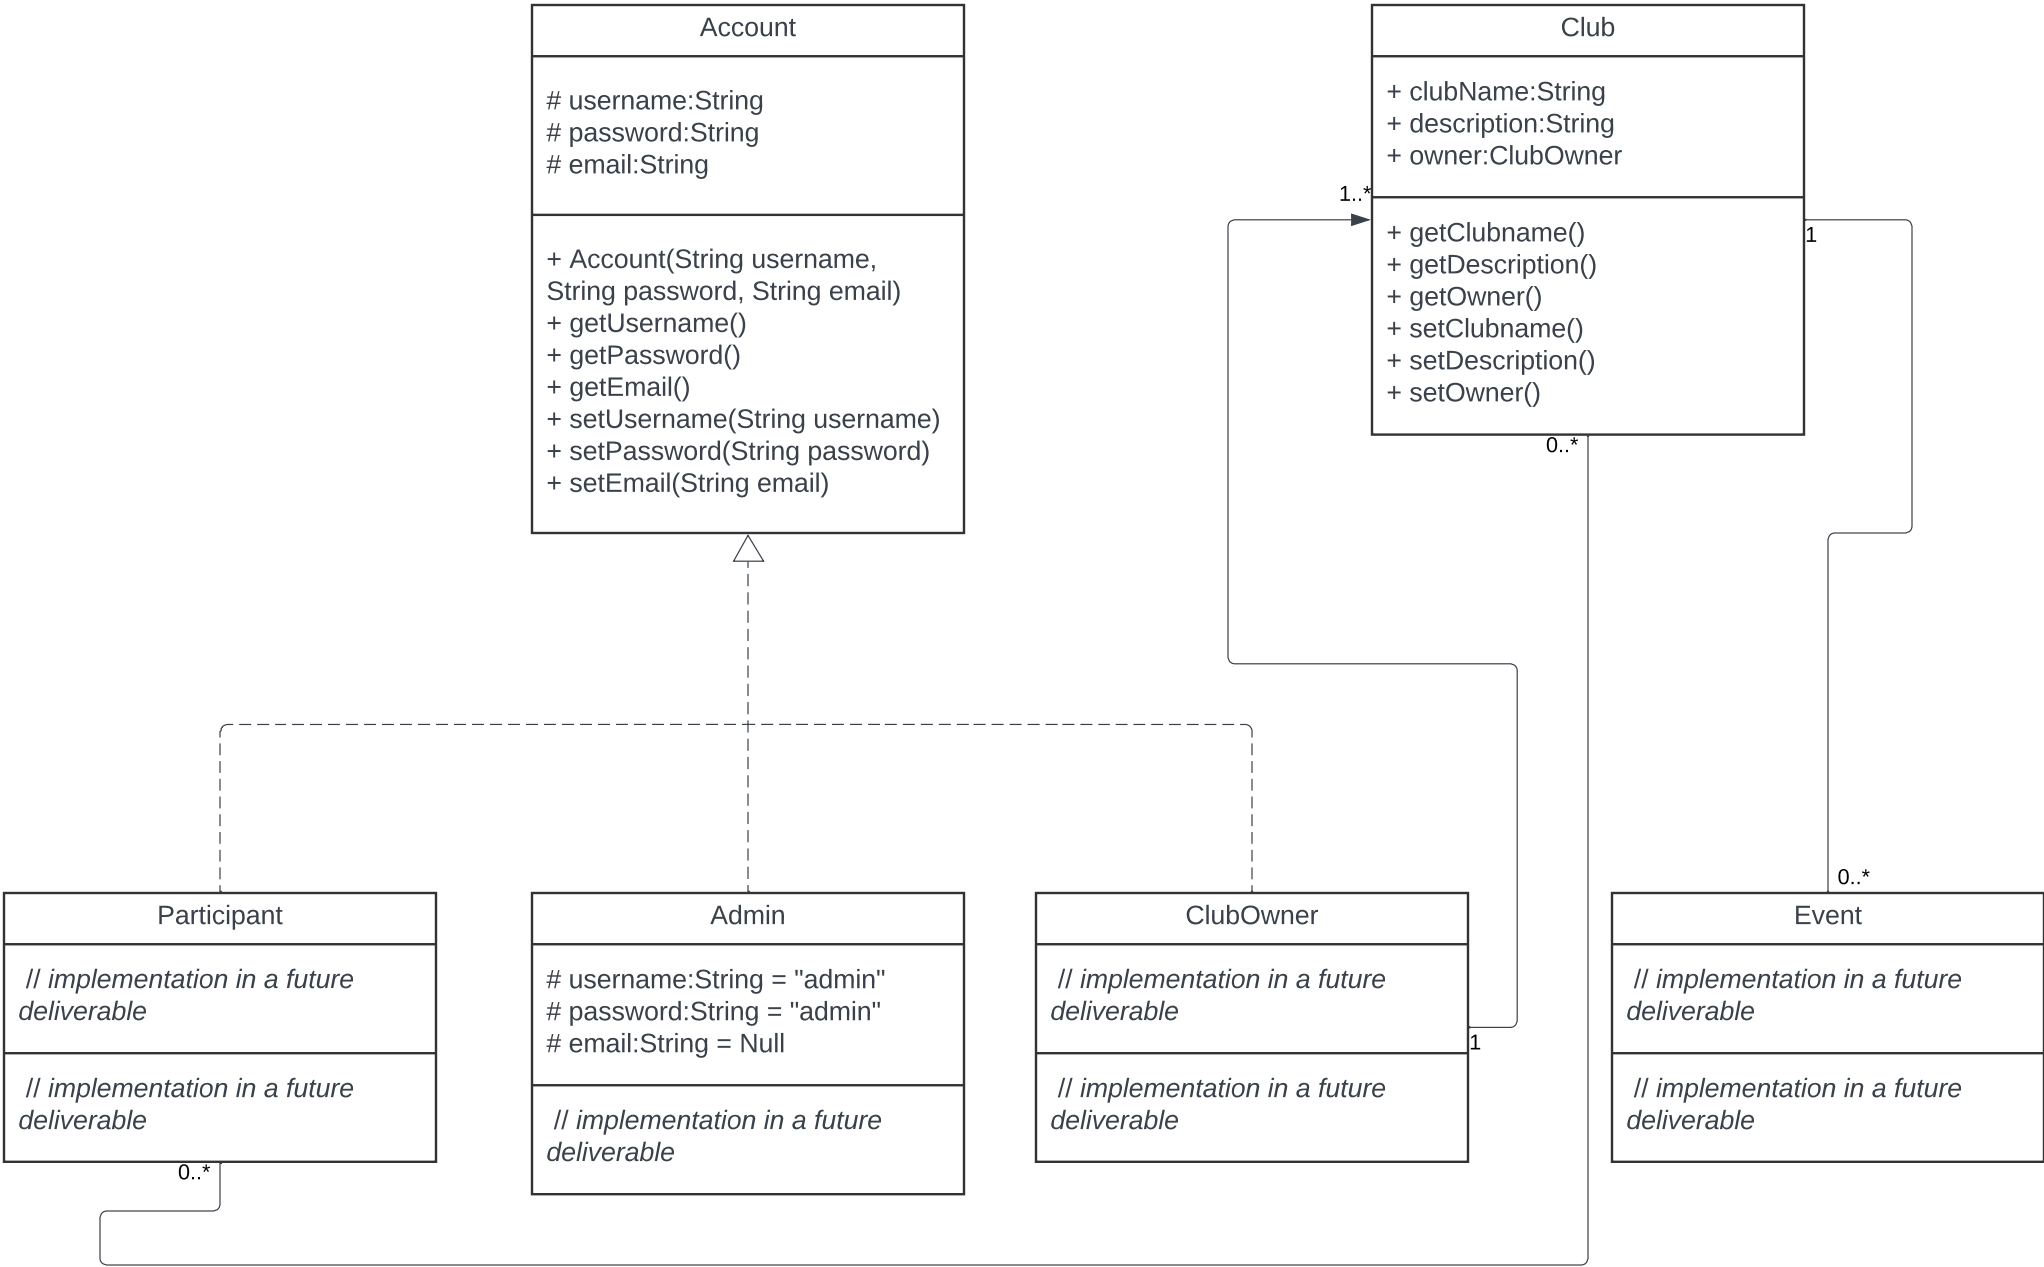 Account
# username:String
# password:String
# email:String
+ Account(String username,
String password, String email)
+ getUsername()
+ getPassword()
+ getEmail()
+ setUsername(String username)
+ setPassword(String password)
+ setEmail(String email)
Club
+ clubName:String
+ description:String
+ owner:ClubOwner
+ getClubname()
+ getDescription()
+ getOwner()
+ setClubname()
+ setDescription()
+ setOwner()
1..*
1
0..*
0..*
Participant
// implementation in a future
deliverable
// implementation in a future
deliverable
0..*
Admin
# username:String = "admin"
# password:String = "admin"
# email:String = Null
// implementation in a future
deliverable
ClubOwner
// implementation in a future
deliverable
// implementation in a future
deliverable
1
Event
// implementation in a future
deliverable
// implementation in a future
deliverable